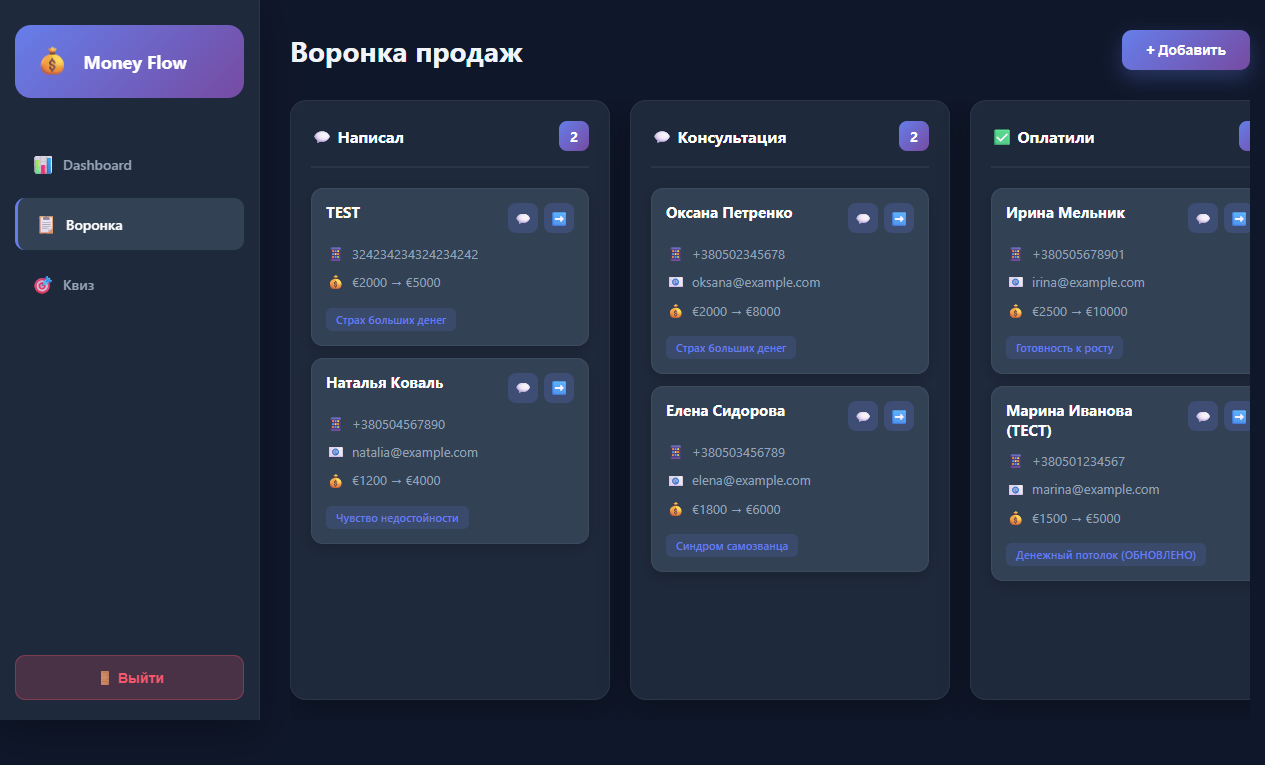 Money Flow
Dashboard
Воронка
Квиз
Выйти
Воронка продаж
+ Добавить
Написал
2
TEST
324234234324234242
€2000 → €5000
Страх больших денег
Наталья Коваль
+380504567890
natalia@example.com
€1200 → €4000
Чувство недостойности
Консультация
2
Оксана Петренко
+380502345678
oksana@example.com
€2000 → €8000
Страх больших денег
Елена Сидорова
+380503456789
elena@example.com
€1800 → €6000
Синдром самозванца
Оплатили
Ирина Мельник
+380505678901
irina@example.com
€2500 → €10000
Готовность к росту
Марина Иванова
(ТЕСТ)
+380501234567
marina@example.com
€1500 → €5000
Денежный потолок (ОБНОВЛЕНО)